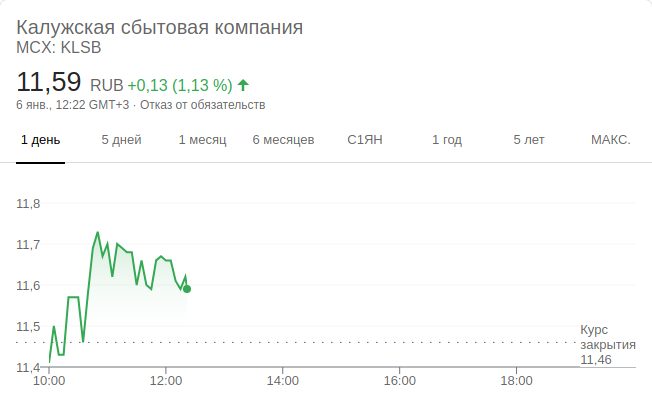 Калужская сбытовая компания
MCX: KLSB
11,59 RUB +0,13 (1,13 %)
6 янв., 12:22 GMT+3 · Отказ от обязательств
1 день 5 дней 1 месяц 6 месяцев С1ЯН 1 год 5 лет МАКС.
11,8
11,7
11,6
11,5
Курс
закрытия
11,46
11,4
10:00 12:00 14:00 16:00 18:00